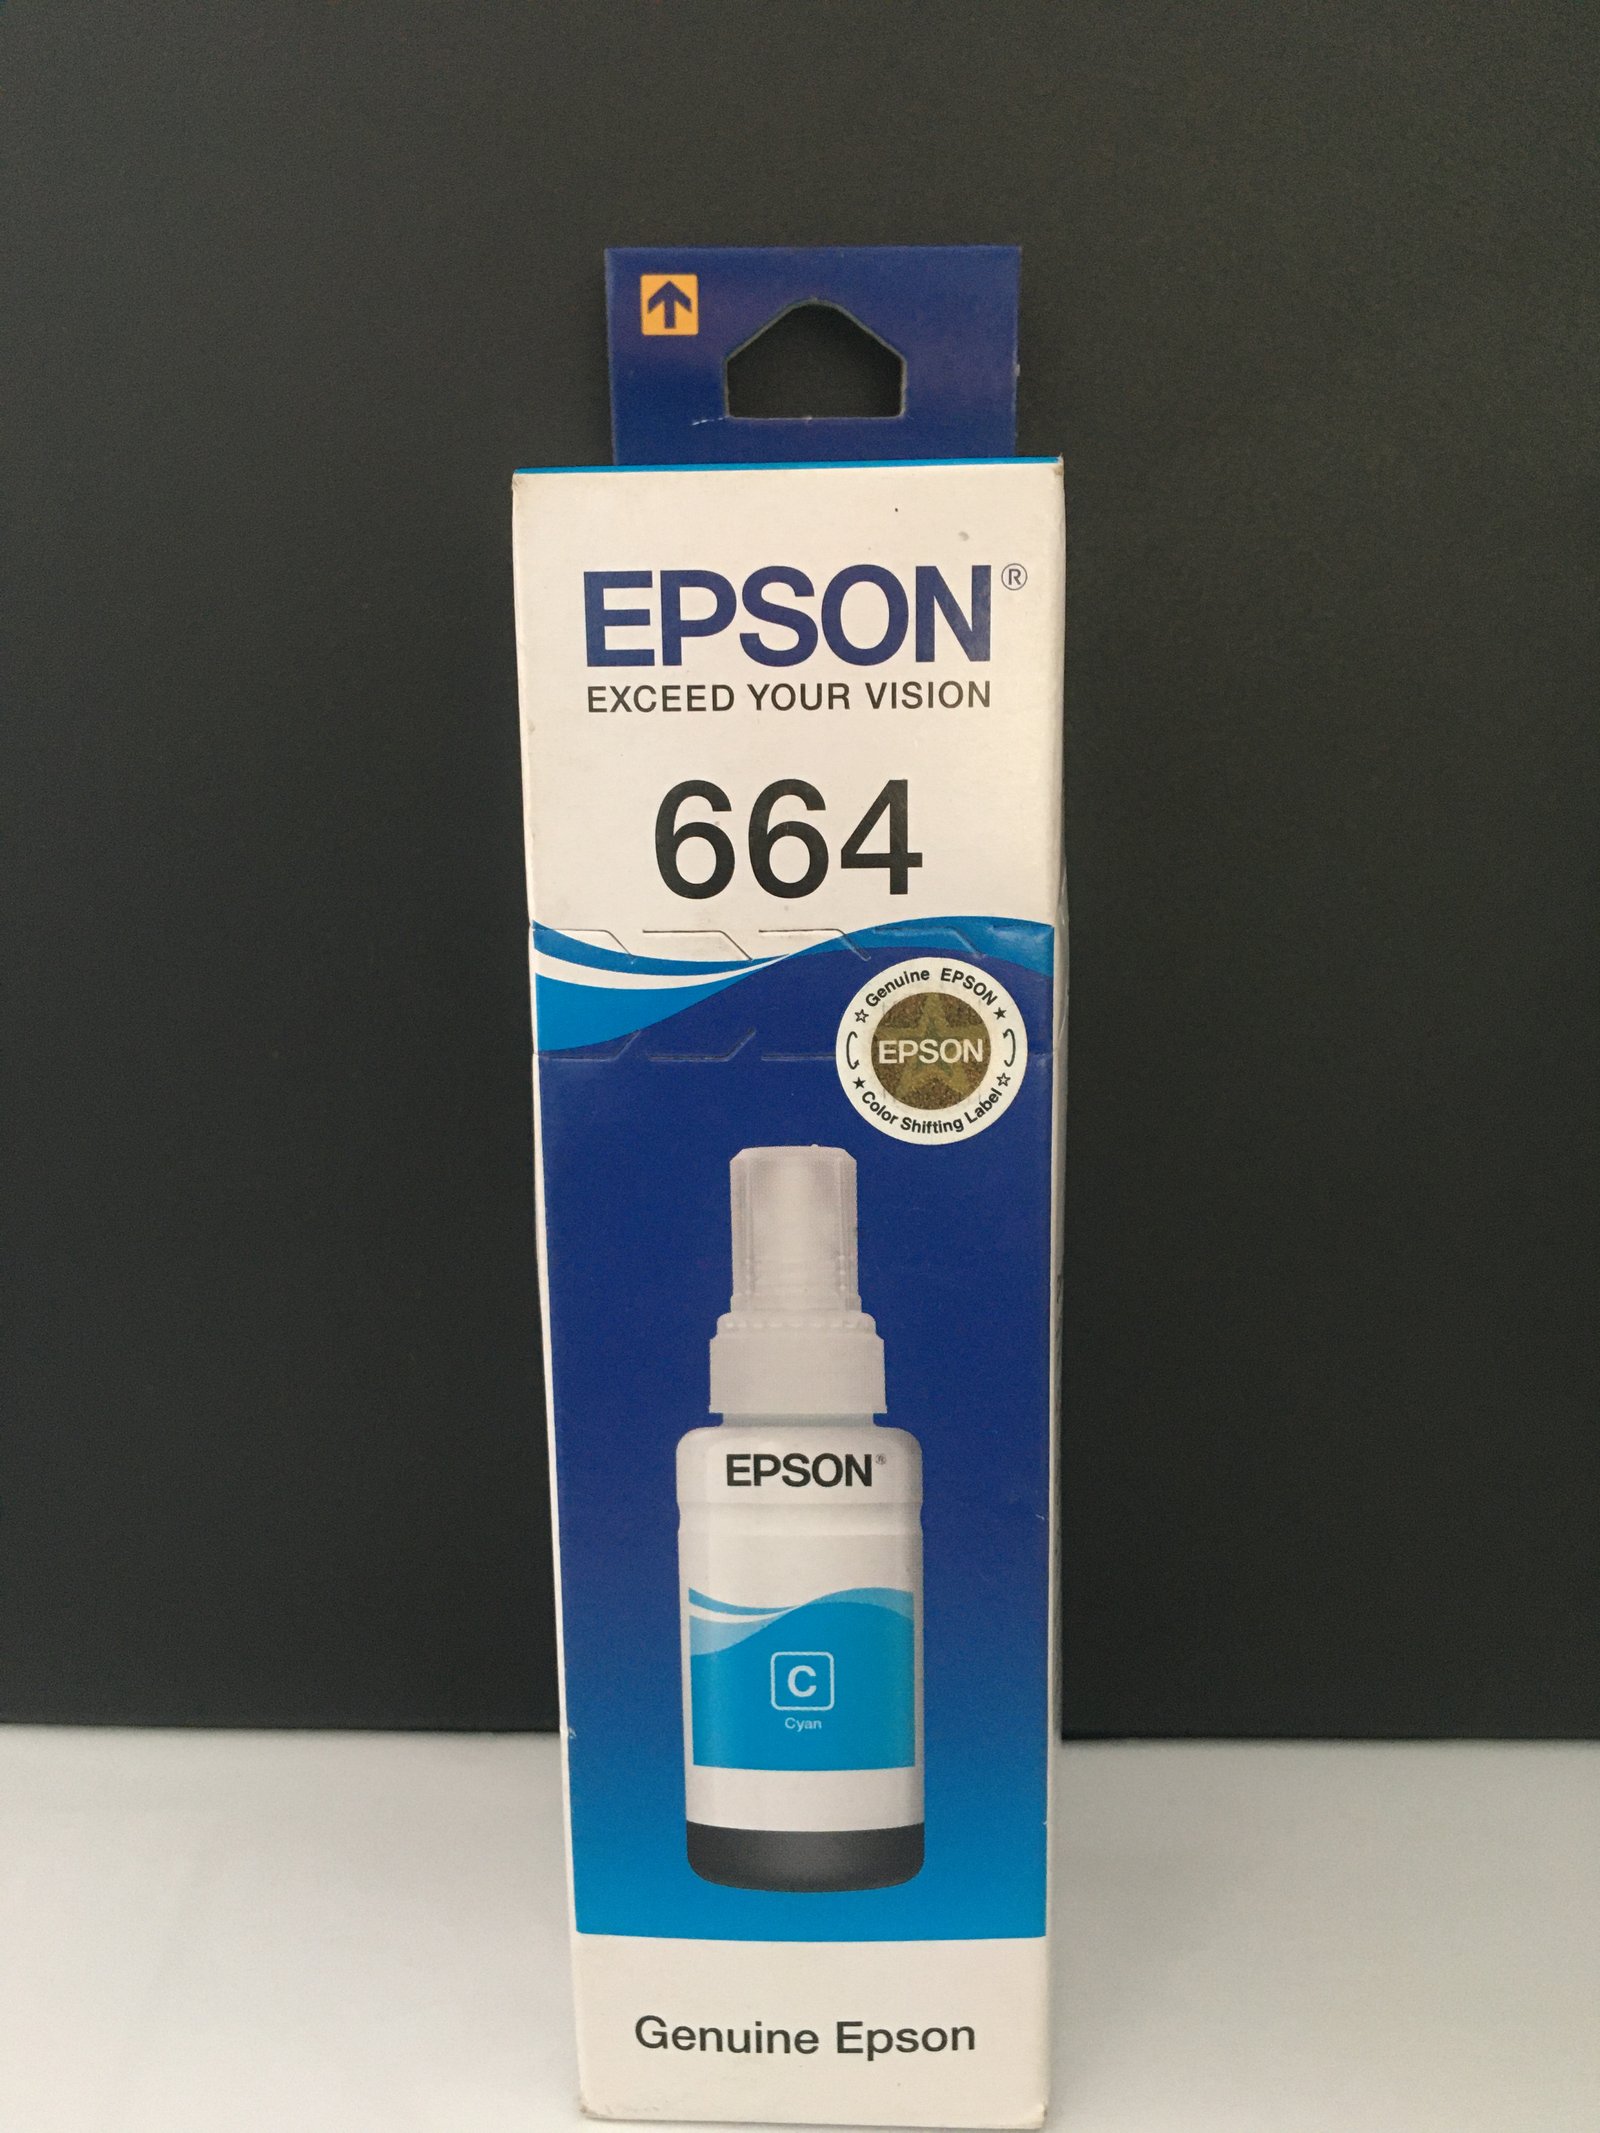 EPSON®
EXCEED YOUR VISION
664
Genuine EPSON
EPSON
Color Shifting Label
EPSON®
C
Cyan
Genuine Epson